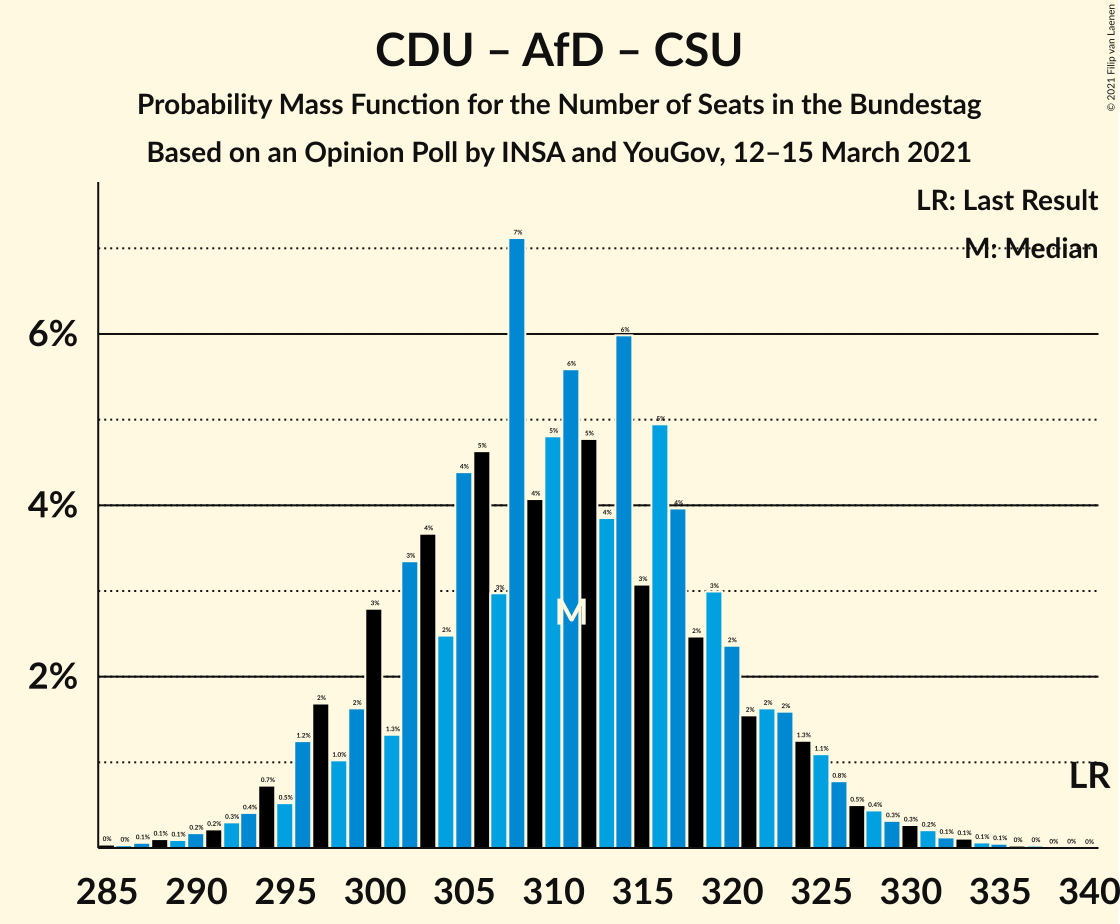 CDU – AfD – CSU
Probability Mass Function for the Number of Seats in the Bundestag
Based on an Opinion Poll by INSA and YouGov, 12–15 March 2021
© 2021 Filip van Laenen
LR: Last Result
M: Median
6%
4%
2%
0% 0% 0.1% 0.1% 0.1% 0.2% 0.2% 0.3% 0.4% 0.7% 0.5% 1.2% 2% 1.0% 2% 3% 1.3% 3% 4% 2% 4% 5% 3% 7% 4% 5% 6% 5% 4% 6% 3% 5% 4% 2% 3% 2% 2% 2% 2% 1.3% 1.1% 0.8% 0.5% 0.4% 0.3% 0.3% 0.2% 0.1% 0.1% 0.1% 0.1% 0% 0% 0% 0% 0%
M
LR
285 290 295 300 305 310 315 320 325 330 335 340